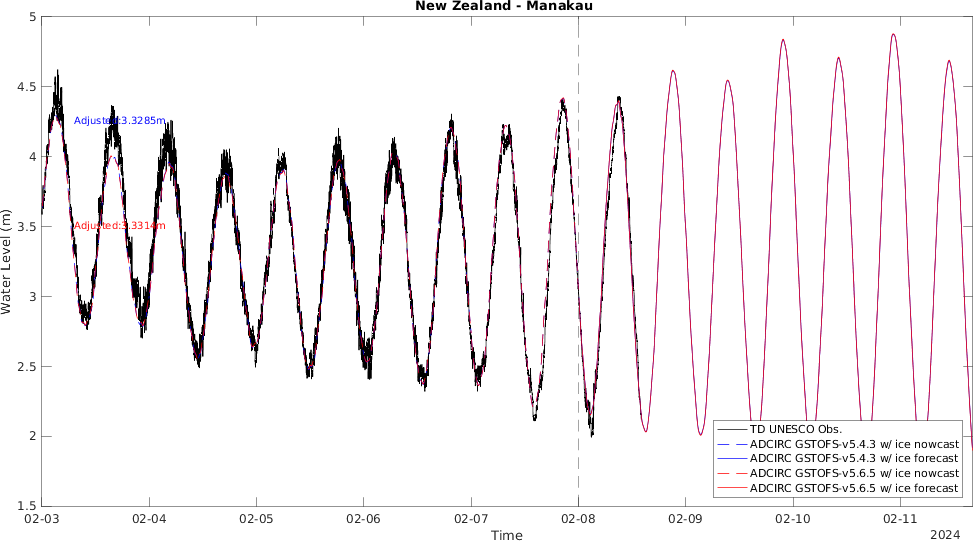 New Zealand - Manakau
5
4.5
4
3.5
3
2.5
2
1.5
Water Level (m)
Adjusted:3.3285m
Adjusted:3.3314m
TD UNESCO Obs.
ADCIRC GSTOFS-v5.4.3 w/ ice nowcast
ADCIRC GSTOFS-v5.4.3 w/ ice forecast
ADCIRC GSTOFS-v5.6.5 w/ ice nowcast
ADCIRC GSTOFS-v5.6.5 w/ ice forecast
02-03 02-04 02-05 02-06 02-07 02-08 02-09 02-10 02-11
Time
2024